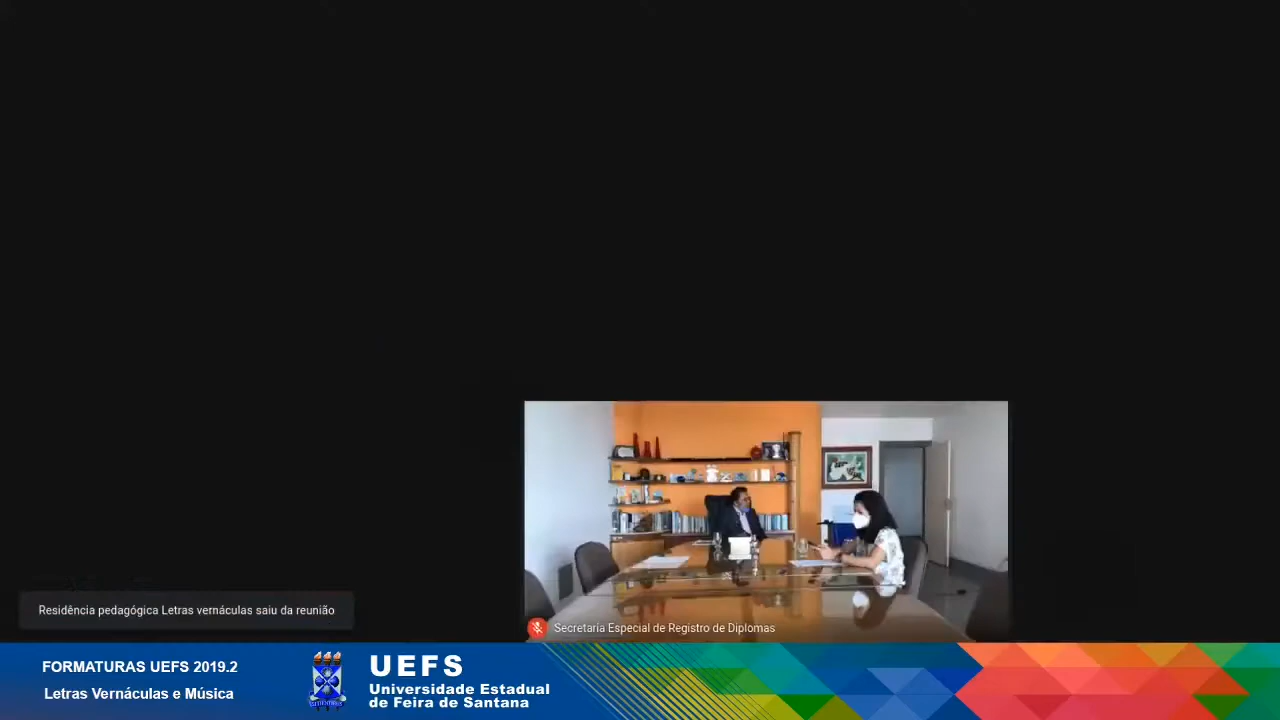 Residência pedagógica Letras vernáculas saiu da reunião
Secretaria Especial de Registro de Diplomas
FORMATURAS UEFS 2019.2
Letras Vernáculas e Música
UEFS
Universidade Estadual
de Feira de Santana